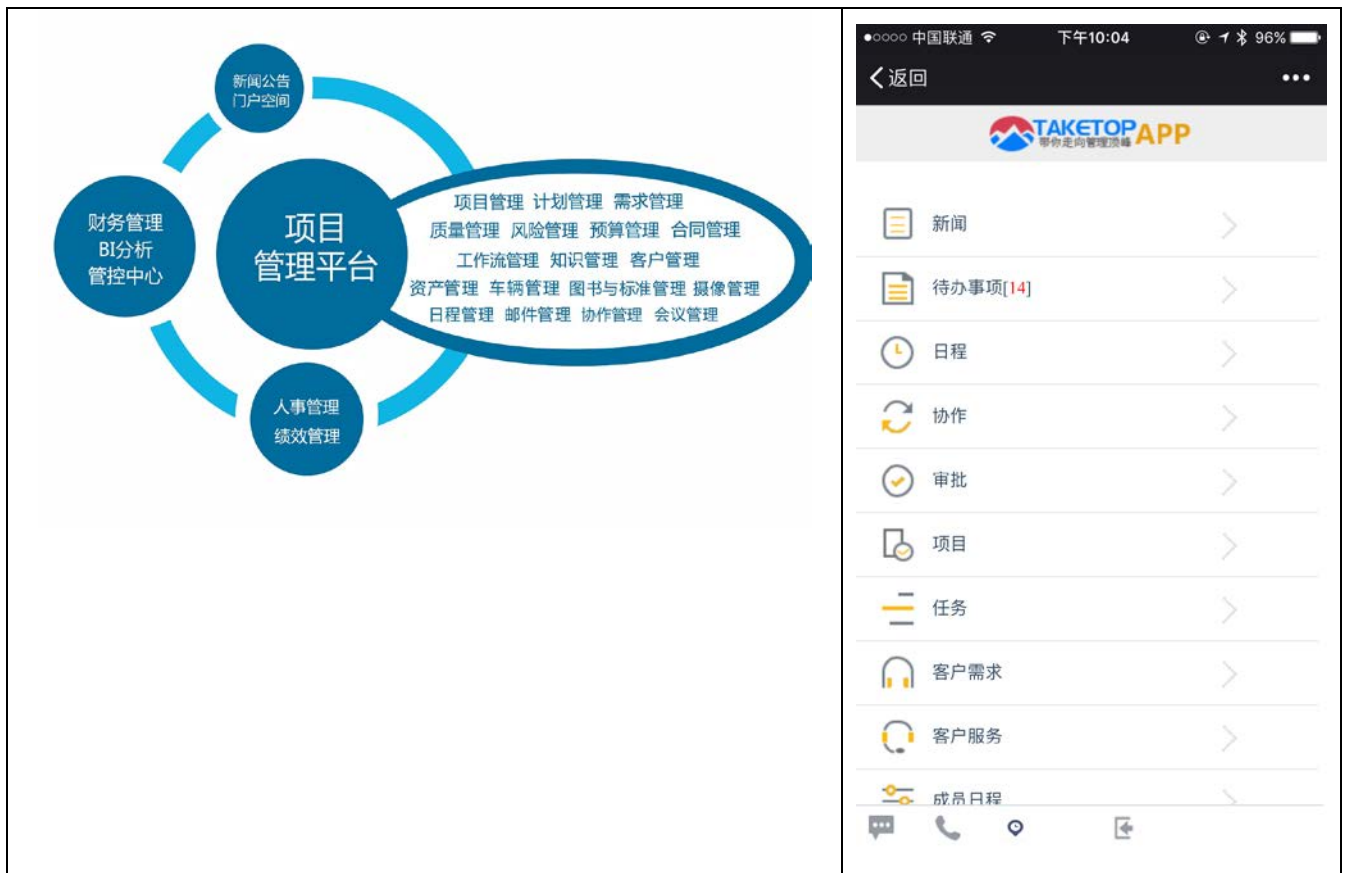 新闻公告
门户空间
财务管理
BI分析
管控中心
项目
管理平台
项目管理 计划管理 需求管理
质量管理 风险管理 预算管理 合同管理
工作流管理 知识管理 客户管理
资产管理 车辆管理 图书与标准管理 摄像管理
日程管理 邮件管理 协作管理 会议管理
人事管理
绩效管理
中国联通 下午10:04 96%
返回
TAKETOP APP
带你走向管理顶峰
新闻
待办事项[14]
日程
协作
审批
项目
任务
客户需求
客户服务
成员日程